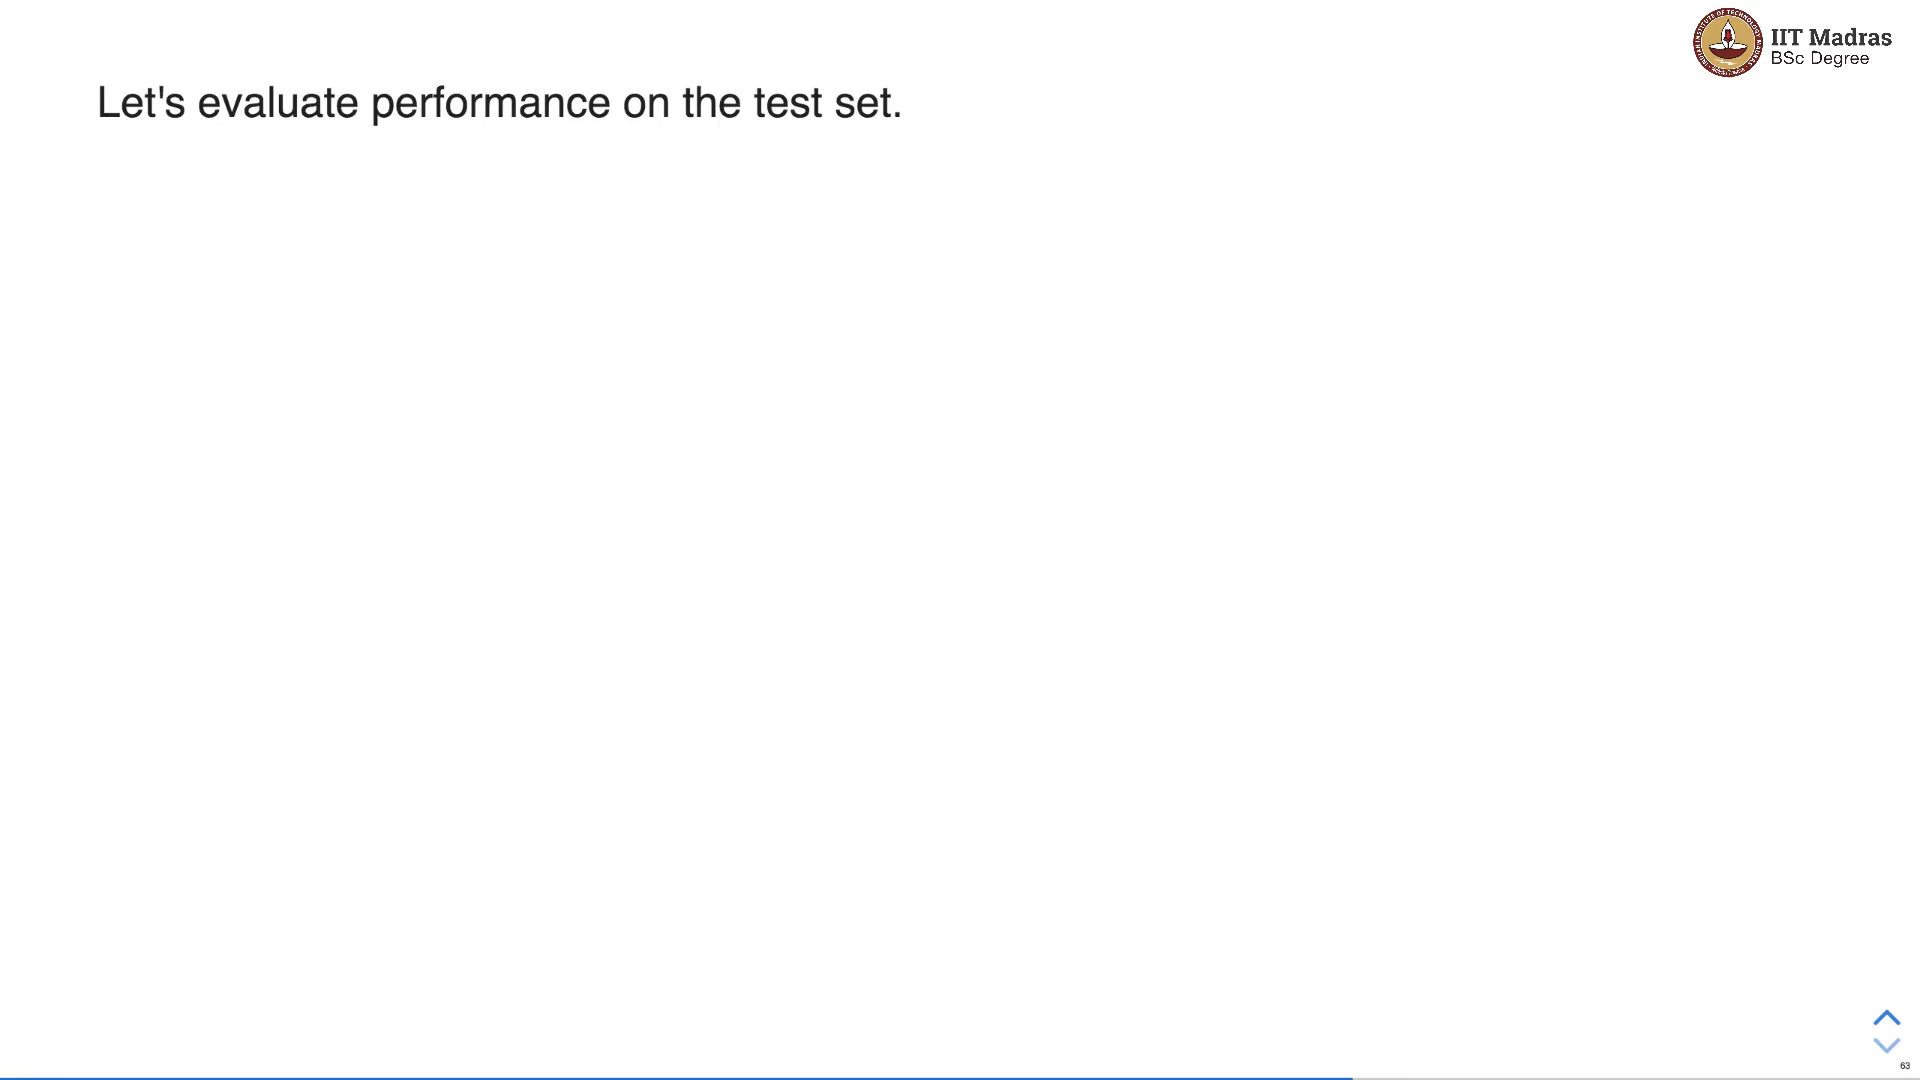 IIT Madras
BSc Degree
Let's evaluate performance on the test set.
63